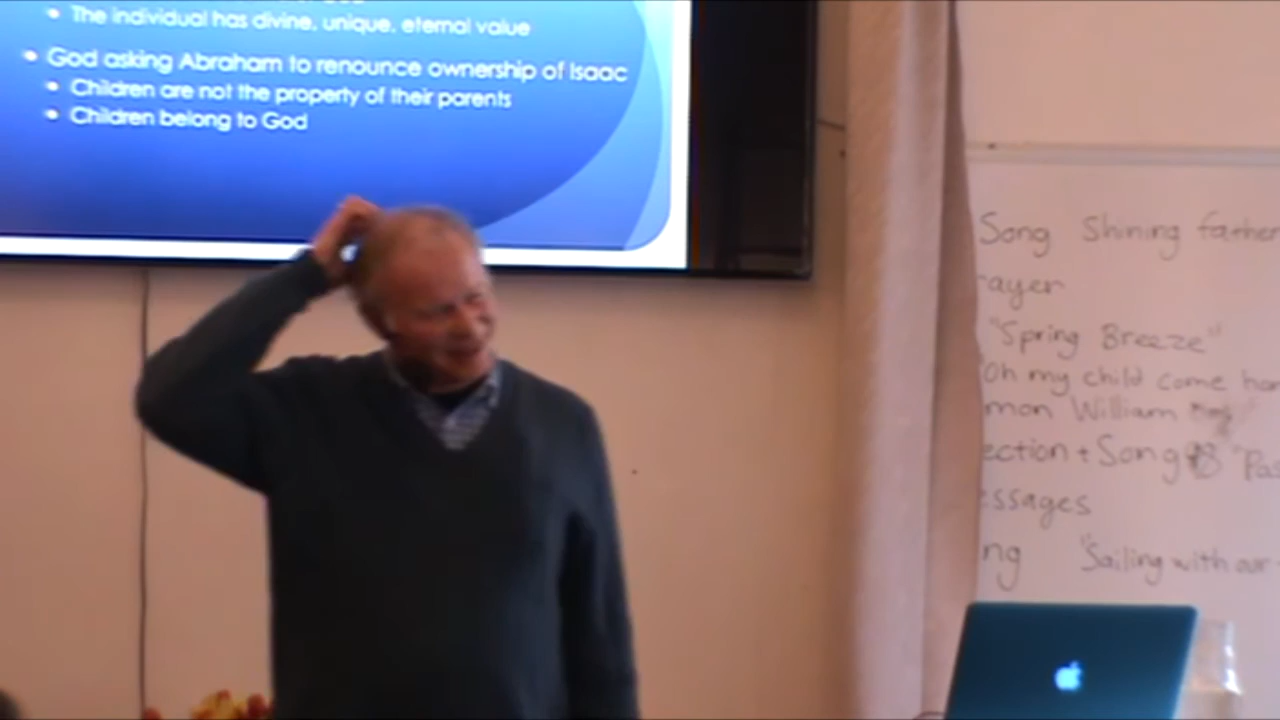 The individual has divine, unique, eternal value
God asking Abraham to renounce ownership of Isaac
Children are not the property of their parents
Children belong to God
Song Shining father
rayer
"Spring Breeze"
Oh my child come
mon William
ection + Song
essages
ng "Sailing with our